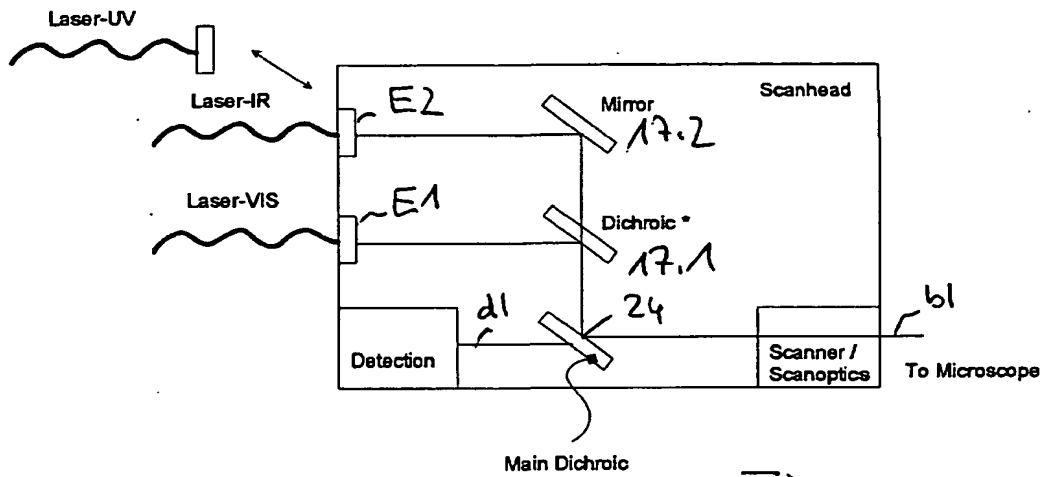 Laser-UV
Laser-IR
E2
Mirror
17.2
Scanhead
Laser-VIS
E1
Dichroic *
17.1
24
dl
bl
Detection
Scanner /
Scanoptics
To Microscope
Main Dichroic